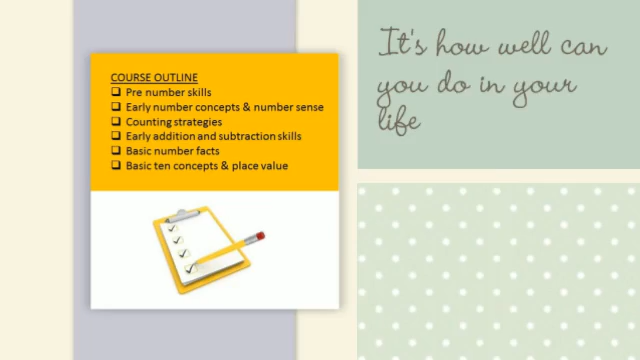 COURSE OUTLINE
❑ Pre number skills
❑ Early number concepts & number sense
❑ Counting strategies
❑ Early addition and subtraction skills
❑ Basic number facts
❑ Basic ten concepts & place value
It's how well can
you do in your
life